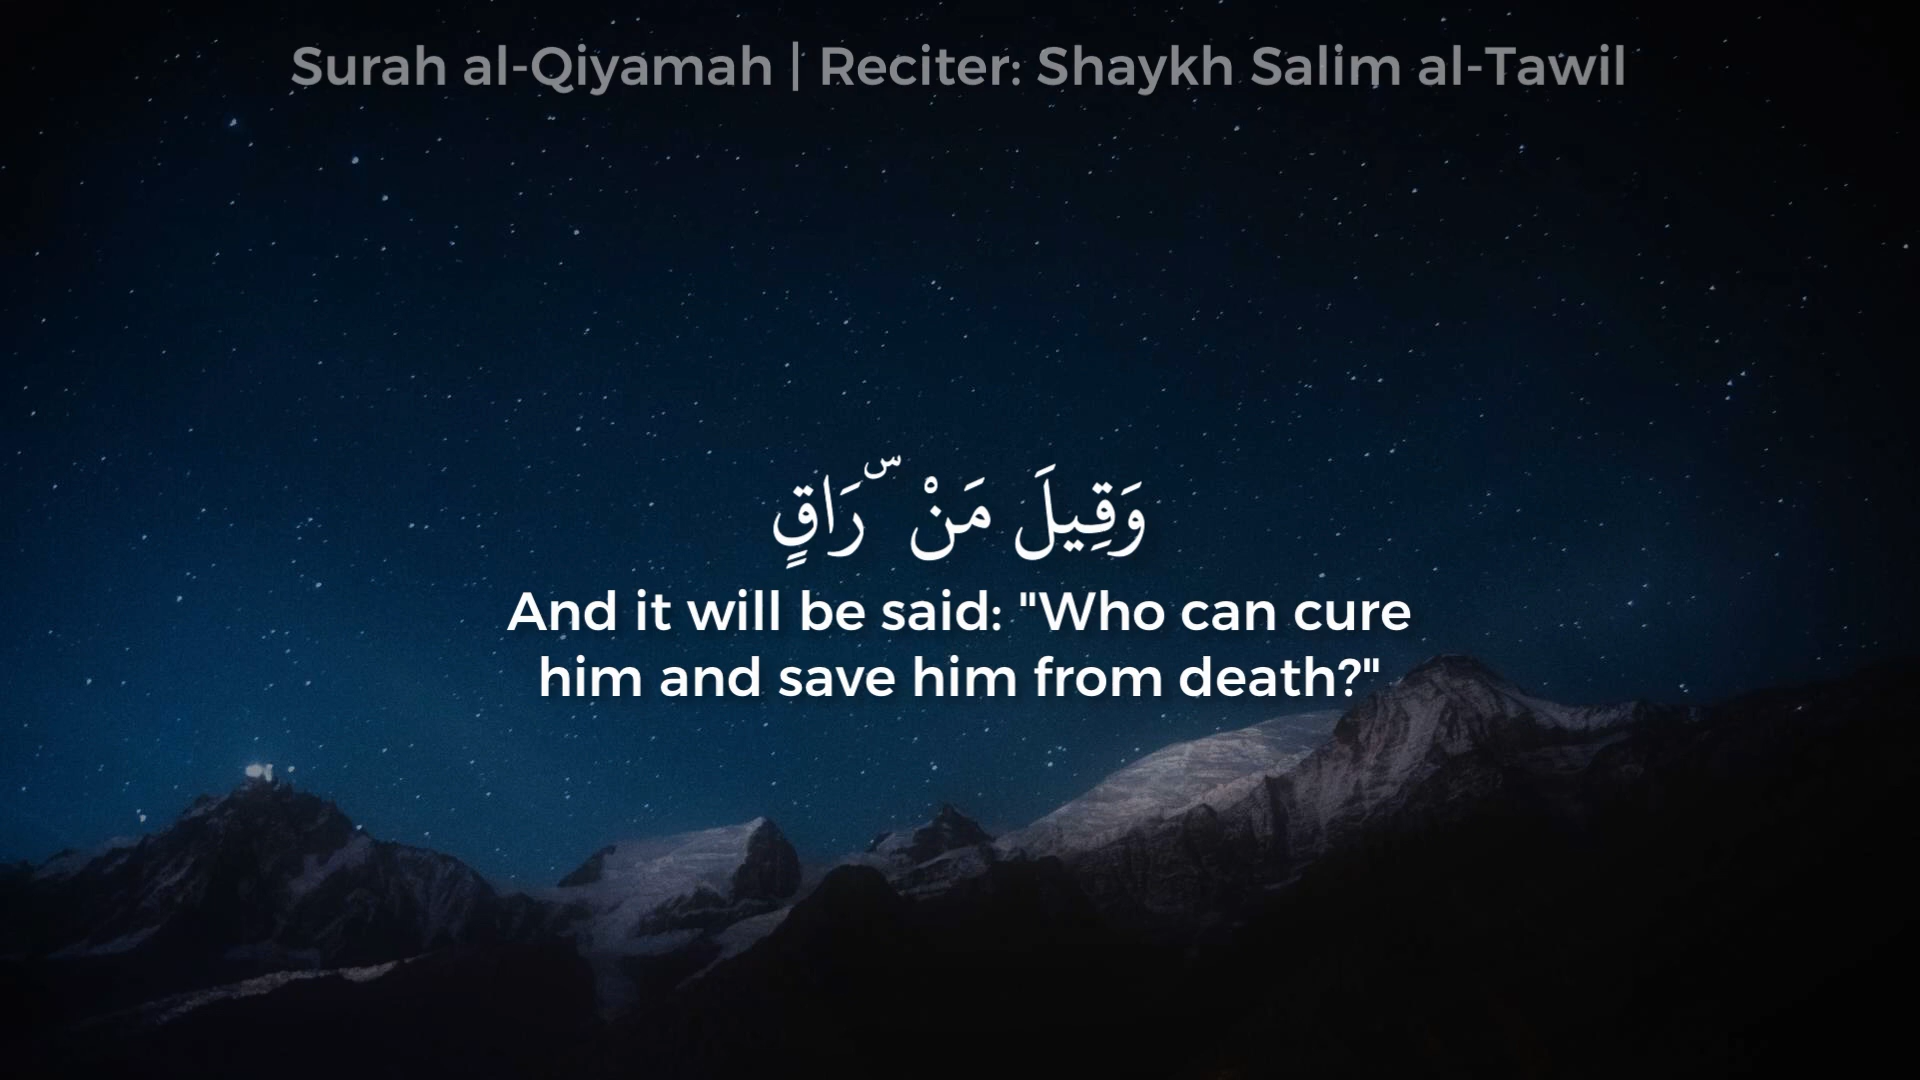 Surah al-Qiyamah | Reciter: Shaykh Salim al-Tawil
وَقِيلَ مَنْ ۜ رَاقٍ
And it will be said: "Who can cure
him and save him from death?"